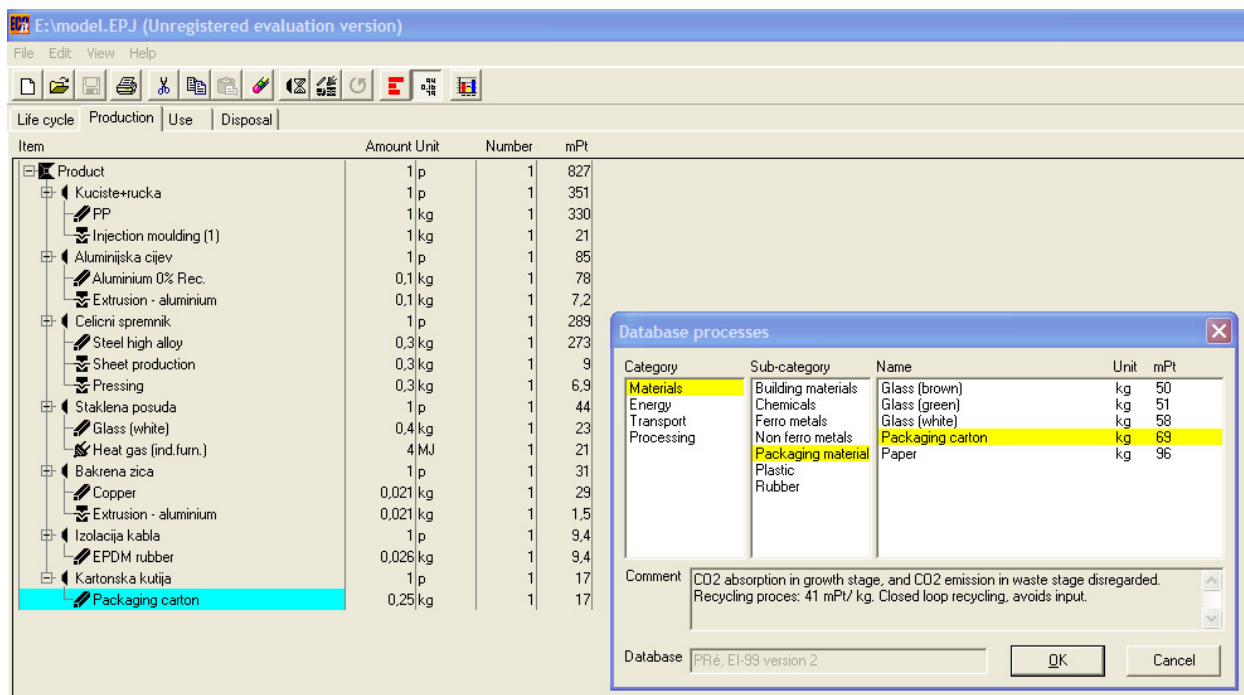 E:\model.EPJ (Unregistered evaluation version)
File Edit View Help
Life cycle Production Use Disposal
Item Amount Unit Number mPt
Product 1 p 1 827
Kuciste+rucka 1 p 1 351
PP 1 kg 1 330
Injection moulding (1) 1 kg 1 21
Aluminijska cijev 1 p 1 85
Aluminium 0% Rec. 0,1 kg 1 78
Extrusion - aluminium 0,1 kg 1 7,2
Celicni spremnik 1 p 1 289
Steel high alloy 0,3 kg 1 273
Sheet production 0,3 kg 1 9
Pressing 0,3 kg 1 6,9
Staklena posuda 1 p 1 44
Glass (white) 0,4 kg 1 23
Heat gas (ind.furn.) 4 MJ 1 21
Bakrena zica 1 p 1 31
Copper 0,021 kg 1 29
Extrusion - aluminium 0,021 kg 1 1,5
Izolacija kabla 1 p 1 9,4
EPDM rubber 0,026 kg 1 9,4
Kartonska kutija 1 p 1 17
Packaging carton 0,25 kg 1 17
Database processes
Category Sub-category Name Unit mPt
Materials Building materials Glass (brown) kg 50
Energy Chemicals Glass (green) kg 51
Transport Ferro metals Glass (white) kg 58
Processing Non ferro metals Packaging carton kg 69
Packaging material Paper kg 96
Plastic
Rubber
Comment CO2 absorption in growth stage, and CO2 emission in waste stage disregarded.
Recycling proces: 41 mPt/ kg. Closed loop recycling, avoids input.
Database PRé, EI-99 version 2 OK Cancel